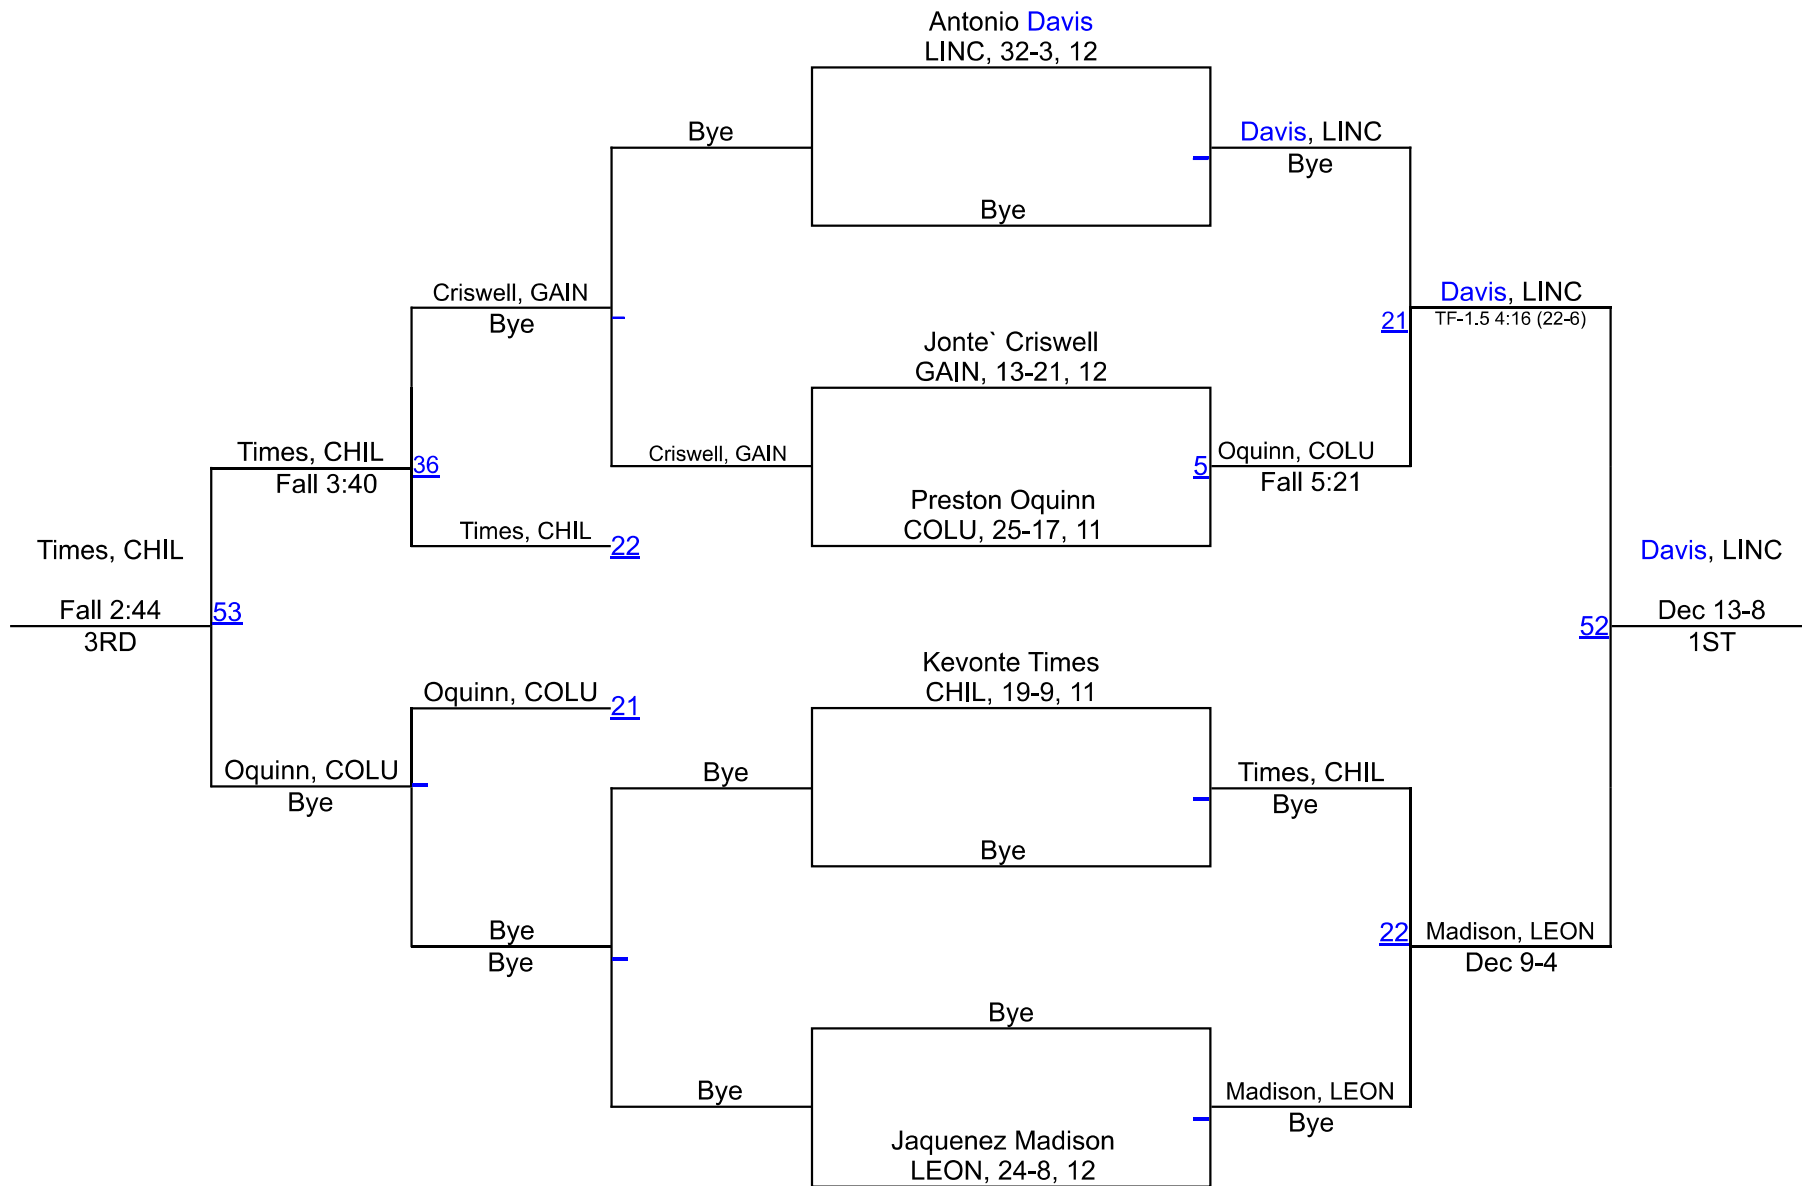 Antonio Davis
LINC, 32-3, 12
Bye
Davis, LINC
Bye
Bye
Criswell, GAIN
Bye
Davis, LINC
21
TF-1.5 4:16 (22-6)
Jonte` Criswell
GAIN, 13-21, 12
Times, CHIL
36
Fall 3:40
Criswell, GAIN
5
Oquinn, COLU
Fall 5:21
Preston Oquinn
COLU, 25-17, 11
Times, CHIL
22
Times, CHIL
Davis, LINC
Fall 2:44
53
3RD
52
Dec 13-8
1ST
Oquinn, COLU
21
Kevonte Times
CHIL, 19-9, 11
Oquinn, COLU
Bye
Bye
Times, CHIL
Bye
Bye
Bye
Bye
22
Madison, LEON
Dec 9-4
Bye
Bye
Madison, LEON
Bye
Jaquenez Madison
LEON, 24-8, 12